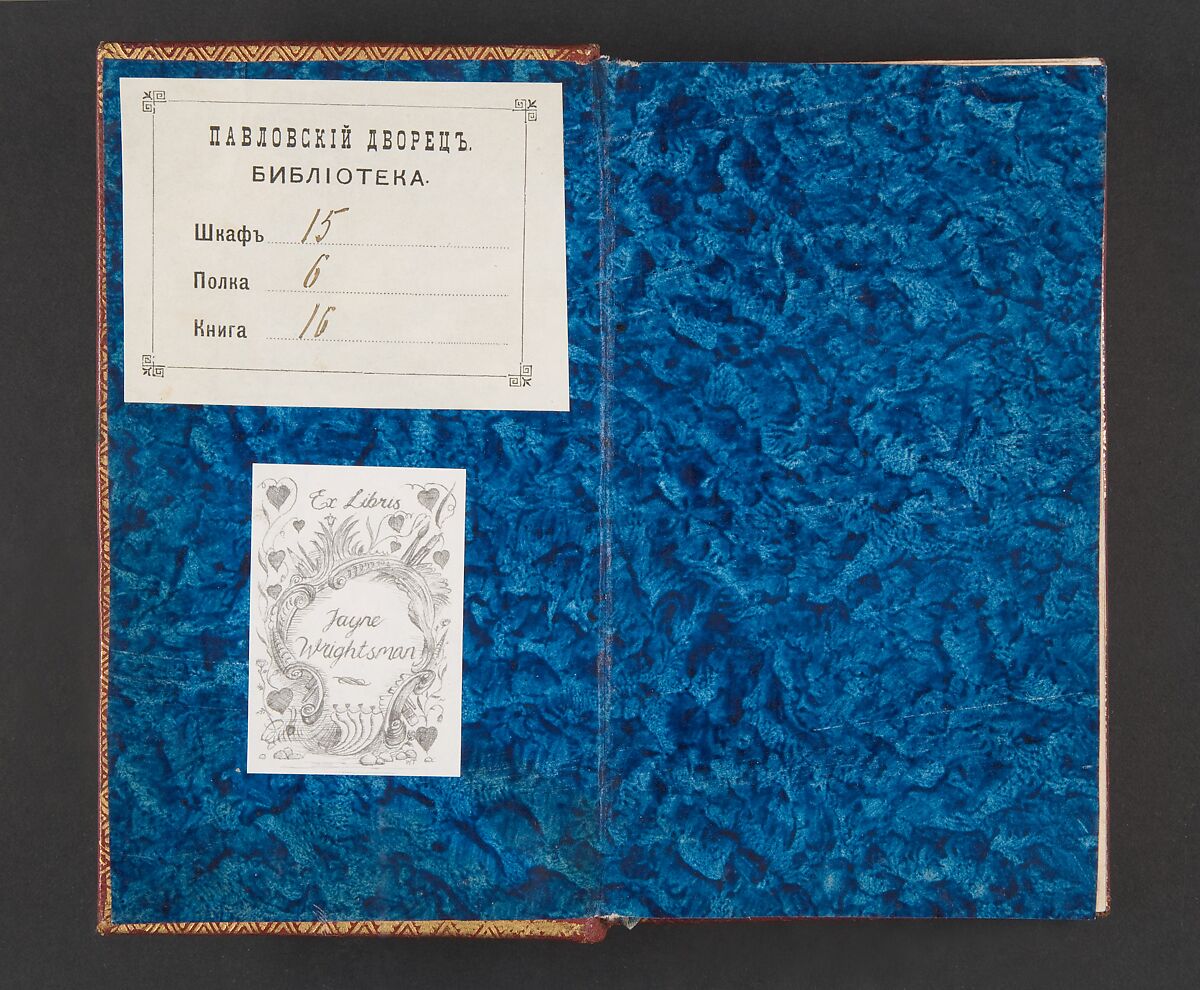 ПАВЛОВСКІЙ ДВОРЕЦЪ.
БИБЛІОТЕКА.
Шкафъ 15
Полка 6
Книга 16
Ex Libris
Jayne
Wrightsman